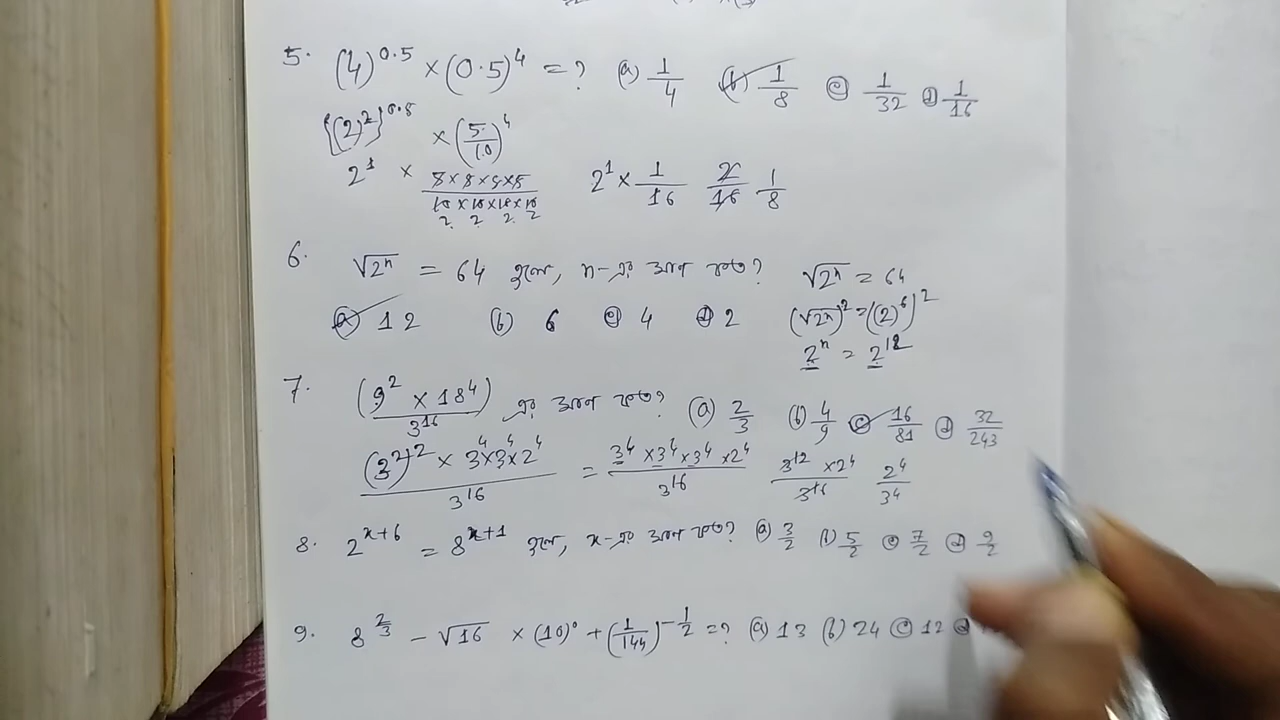 5. (4)^0.5 × (0.5)^4 = ? (a) 1/4 (b) 1/8 (c) 1/32 (d) 1/16
{(2)^2}^0.5 × (5/10)^4
2^1 × (5×5×5×5)/(10×10×10×10) 2^1 × 1/16 2/16 1/8
2 2 2 2
6. √2^n = 64 হলে, n-এর মান কত? √2^n = 64
(a) 12 (b) 6 (c) 4 (d) 2 (√2^n)^2 = ((2)^6)^2
2^n = 2^12
7. (9^2 × 18^4)/3^16 এর মান কত? (a) 2/3 (b) 4/9 (c) 16/81 (d) 32/243
((3^2)^2 × 3^4×3^4×2^4)/3^16 = (3^4 × 3^4 × 3^4 × 2^4)/3^16 (3^12 × 2^4)/3^16 2^4/3^4
8. 2^x+6 = 8^x+1 হলে, x-এর মান কত? (a) 3/2 (b) 5/2 (c) 7/2 (d) 9/2
9. 8^2/3 - √16 × (10)^0 + (1/144)^-1/2 = ? (a) 13 (b) 24 (c) 12 (d)